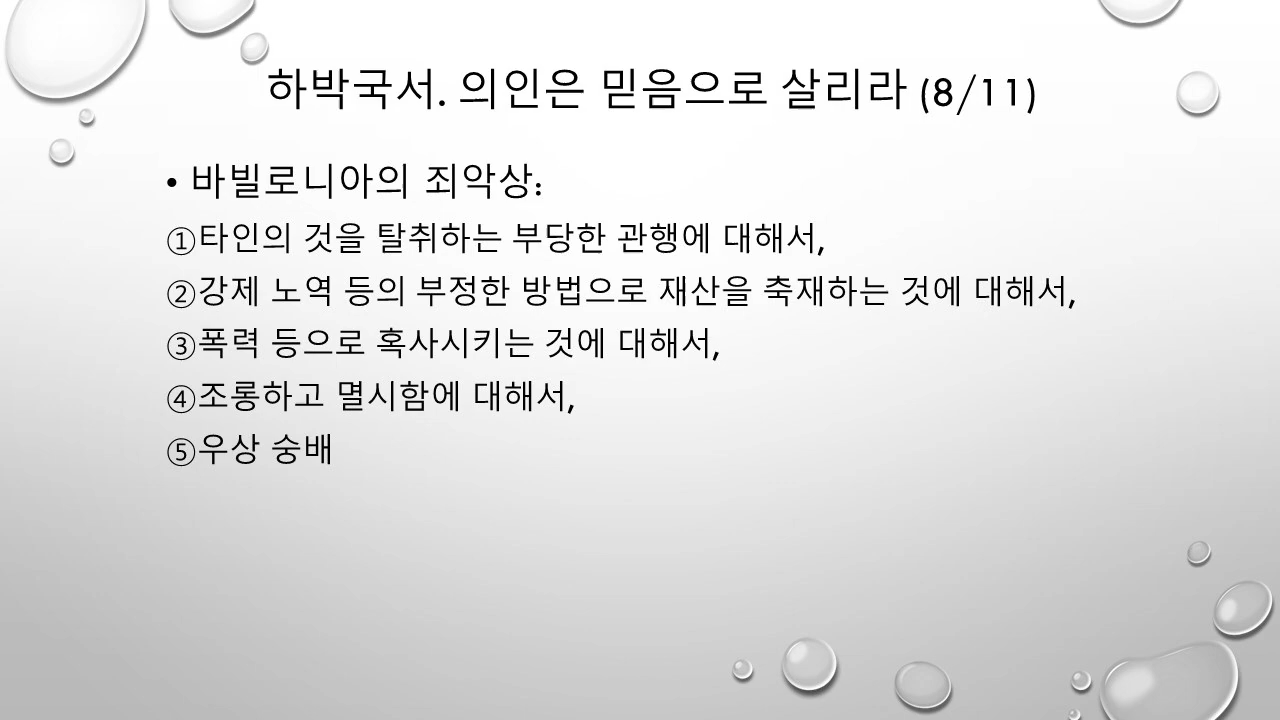 하박국서. 의인은 믿음으로 살리라 (8/11)
• 바빌로니아의 죄악상:
①타인의 것을 탈취하는 부당한 관행에 대해서,
②강제 노역 등의 부정한 방법으로 재산을 축재하는 것에 대해서,
③폭력 등으로 혹사시키는 것에 대해서,
④조롱하고 멸시함에 대해서,
⑤우상 숭배